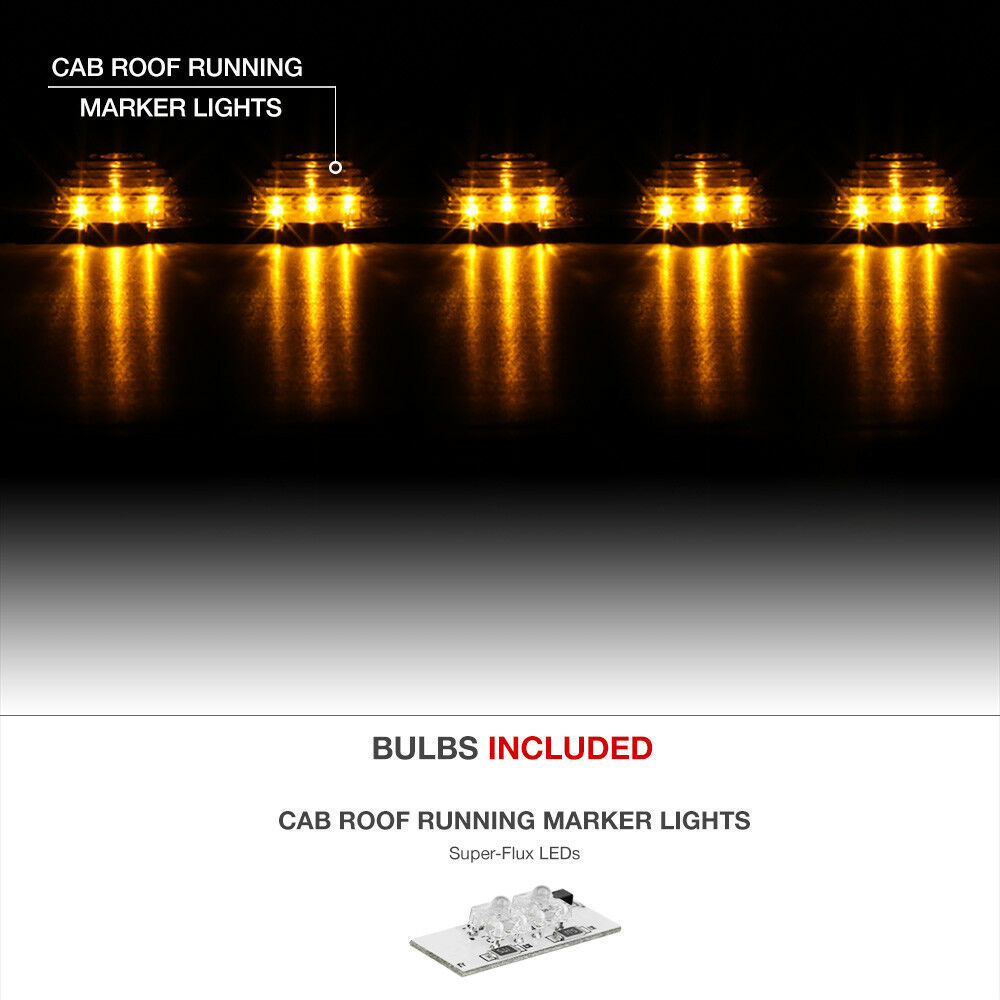 CAB ROOF RUNNING
MARKER LIGHTS
BULBS INCLUDED
CAB ROOF RUNNING MARKER LIGHTS
Super-Flux LEDs